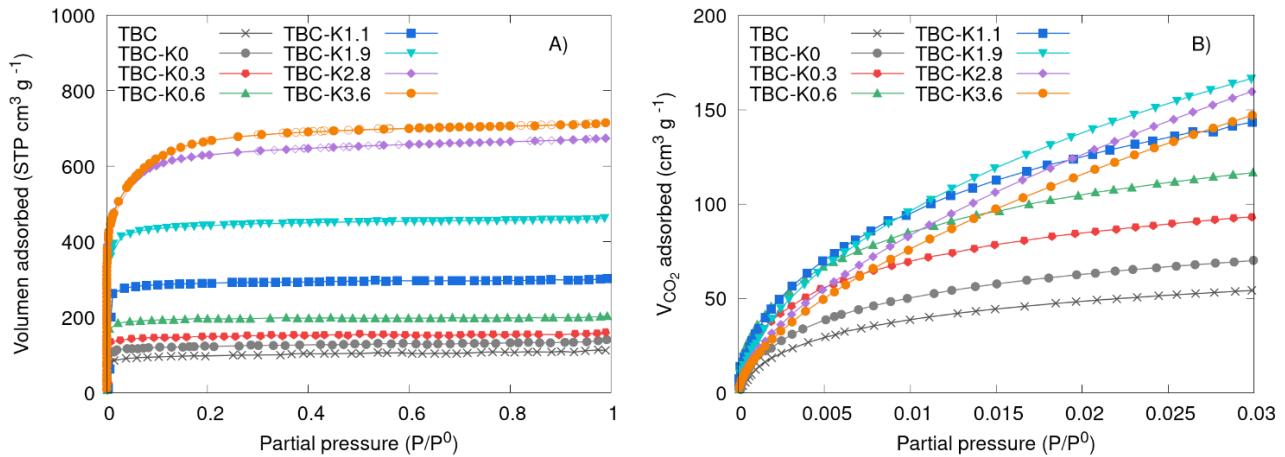 A)
TBC TBC-K1.1
TBC-K0 TBC-K1.9
TBC-K0.3 TBC-K2.8
TBC-K0.6 TBC-K3.6
Volumen adsorbed (STP cm³ g⁻¹)
1000
800
600
400
200
0
0 0.2 0.4 0.6 0.8 1
Partial pressure (P/P⁰)
B)
TBC TBC-K1.1
TBC-K0 TBC-K1.9
TBC-K0.3 TBC-K2.8
TBC-K0.6 TBC-K3.6
V_CO₂ adsorbed (cm³ g⁻¹)
200
150
100
50
0
0 0.005 0.01 0.015 0.02 0.025 0.03
Partial pressure (P/P⁰)